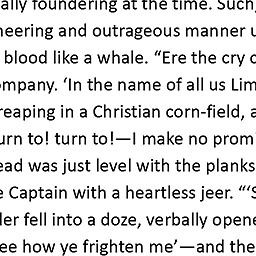 ally foundering at the time. Such
neering and outrageous manner u
blood like a whale. “Ere the cry o
ompany. ‘In the name of all us Lim
reaping in a Christian corn-field, a
urn to! turn to!—I make no promi
ead was just level with the planks
e Captain with a heartless jeer. “‘S
ler fell into a doze, verbally opene
ee how ye frighten me’—and the